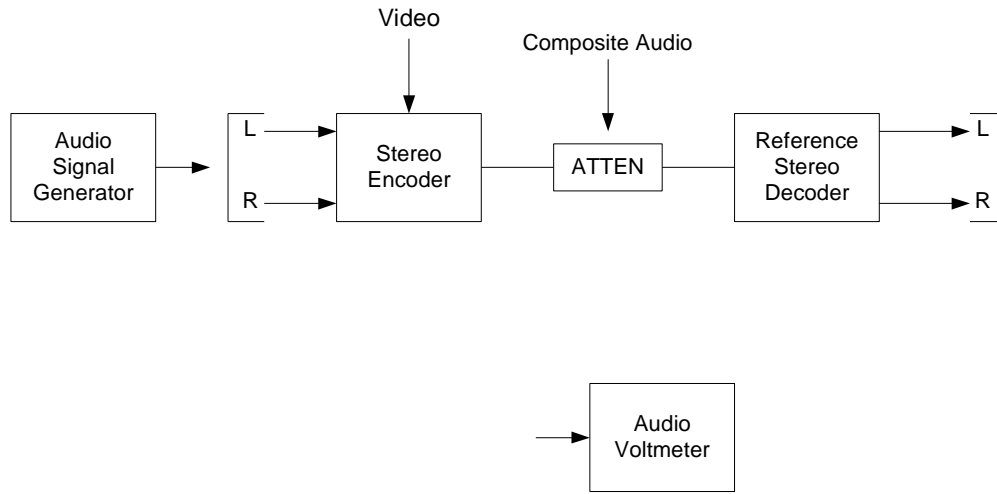 Video
Composite Audio
Audio
Signal
Generator
L
R
Stereo
Encoder
ATTEN
Reference
Stereo
Decoder
L
R
Audio
Voltmeter